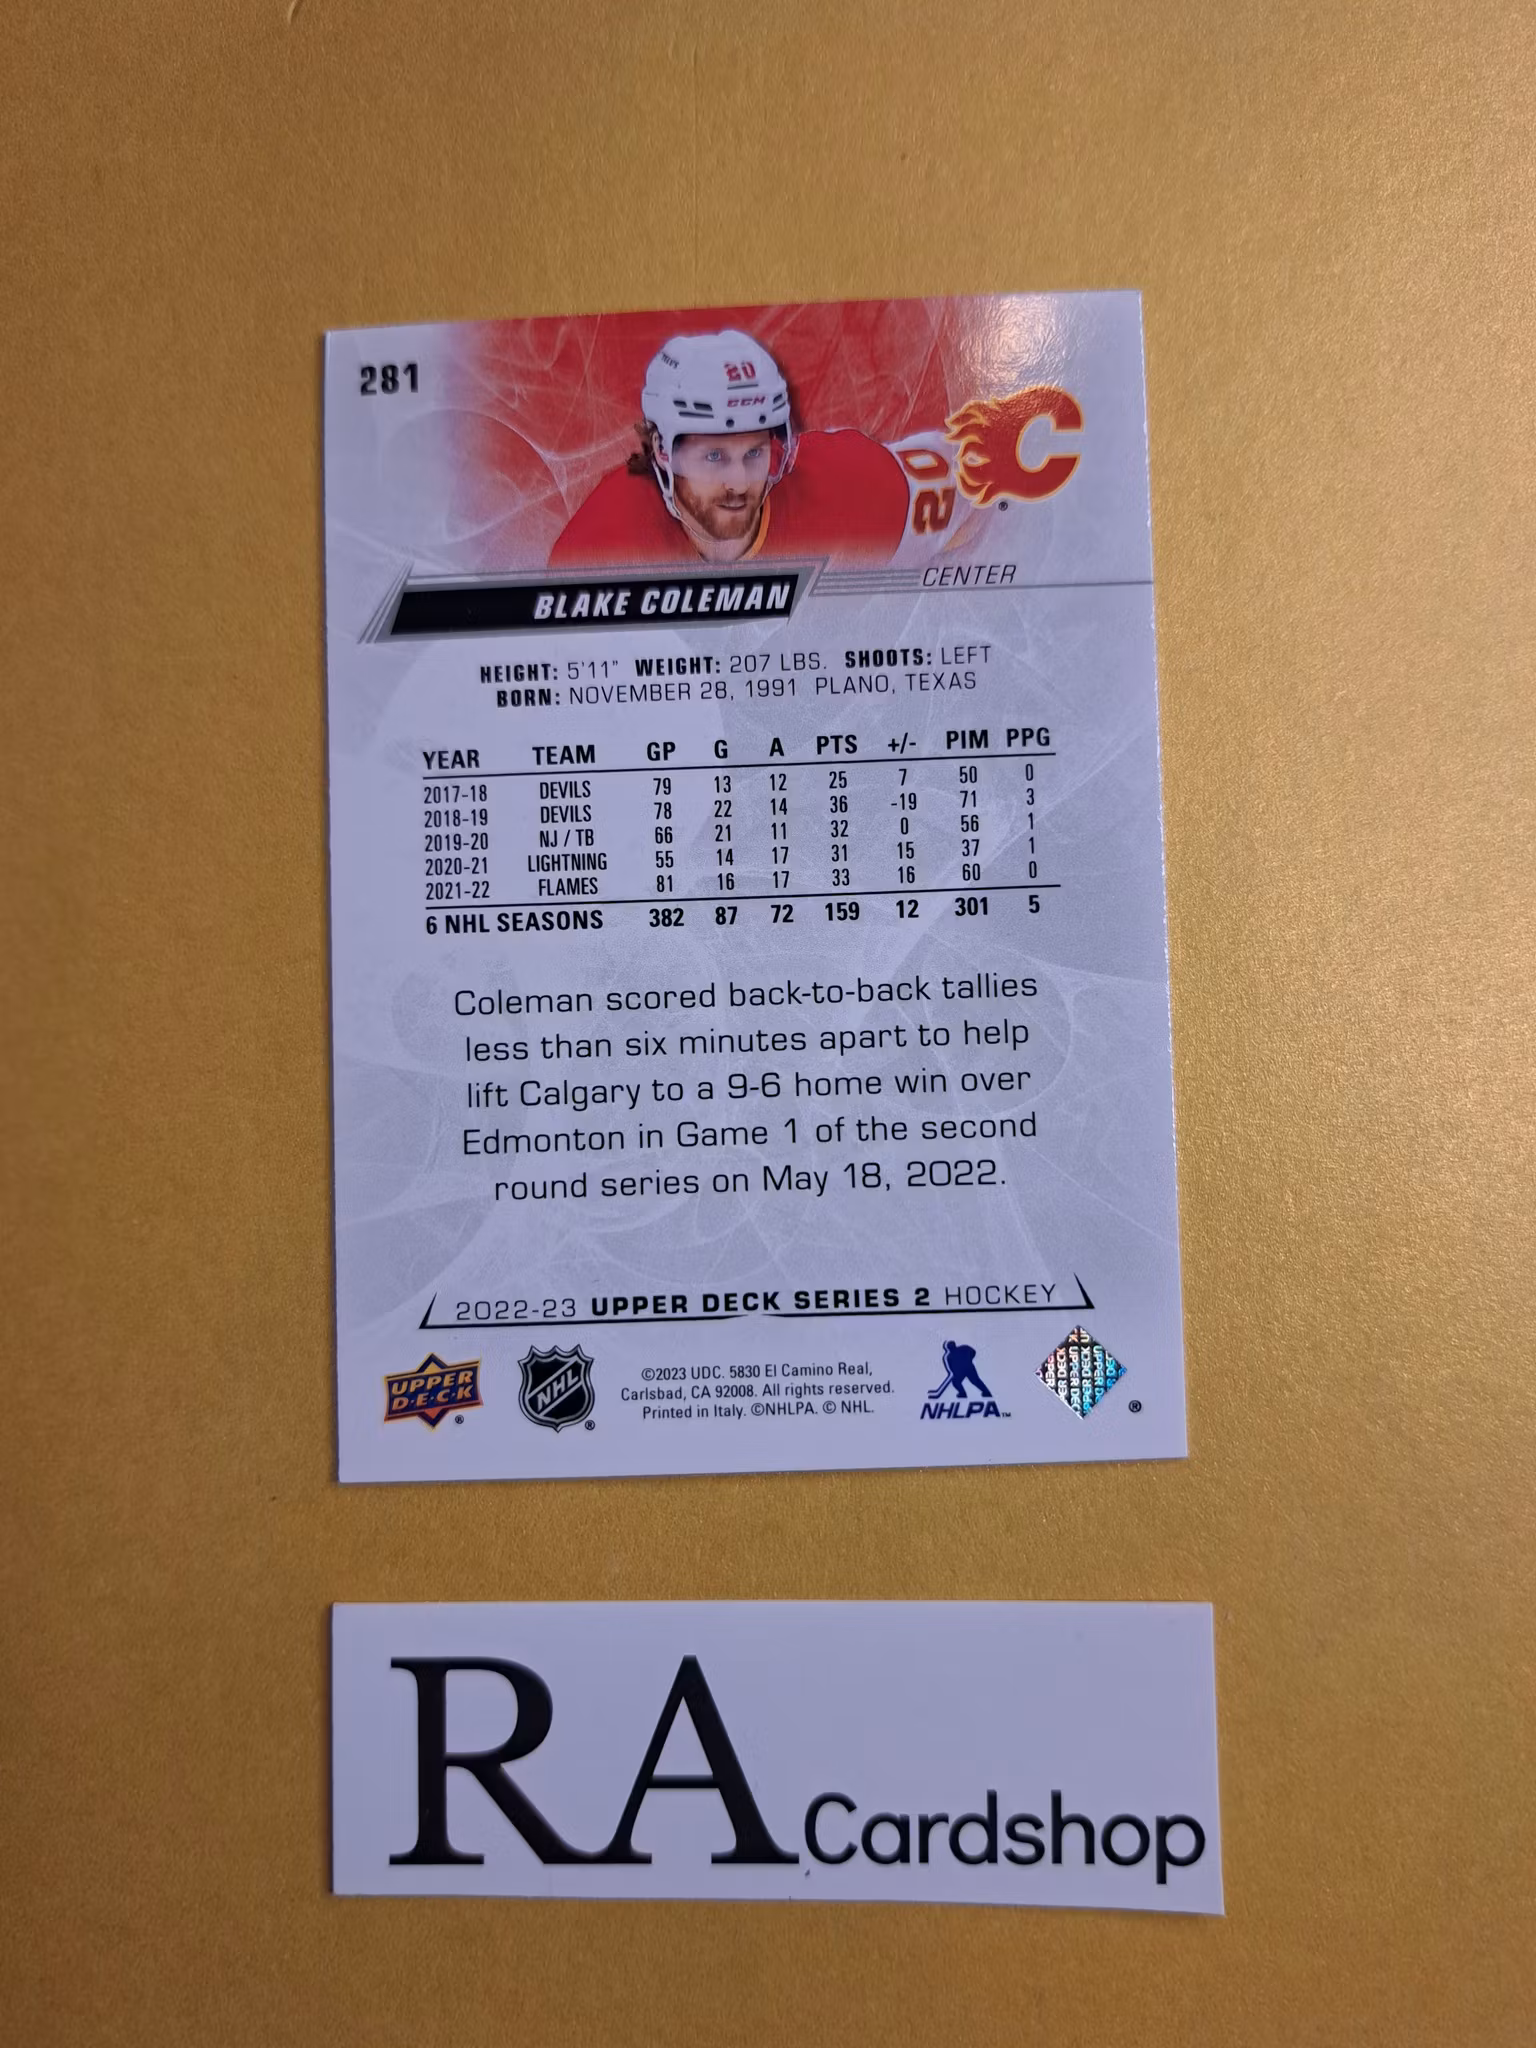 281
20
CCM
20
C
®
CENTER
BLAKE COLEMAN
HEIGHT: 5'11" WEIGHT: 207 LBS. SHOOTS: LEFT
BORN: NOVEMBER 28, 1991 PLANO, TEXAS
YEAR TEAM GP G A PTS +/- PIM PPG
2017-18 DEVILS 79 13 12 25 7 50 0
2018-19 DEVILS 78 22 14 36 -19 71 3
2019-20 NJ / TB 66 21 11 32 0 56 1
2020-21 LIGHTNING 55 14 17 31 15 37 1
2021-22 FLAMES 81 16 17 33 16 60 0
6 NHL SEASONS 382 87 72 159 12 301 5
Coleman scored back-to-back tallies
less than six minutes apart to help
lift Calgary to a 9-6 home win over
Edmonton in Game 1 of the second
round series on May 18, 2022.
2022-23 UPPER DECK SERIES 2 HOCKEY
UPPER
D•E•C•K
®
NHL
®
©2023 UDC. 5830 El Camino Real,
Carlsbad, CA 92008. All rights reserved.
Printed in Italy. ©NHLPA. © NHL.
NHLPA™
UPPER DECK
®
RA Cardshop